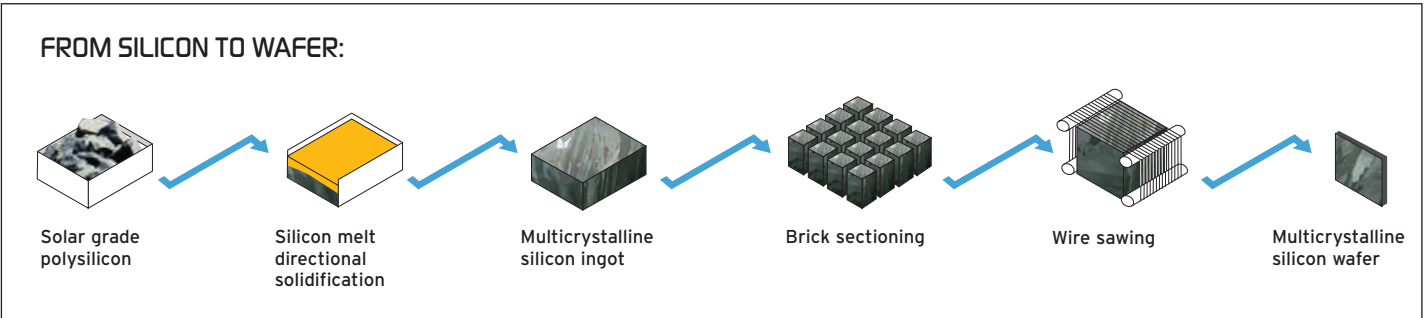 FROM SILICON TO WAFER:
Solar grade
polysilicon
Silicon melt
directional
solidification
Multicrystalline
silicon ingot
Brick sectioning
Wire sawing
Multicrystalline
silicon wafer